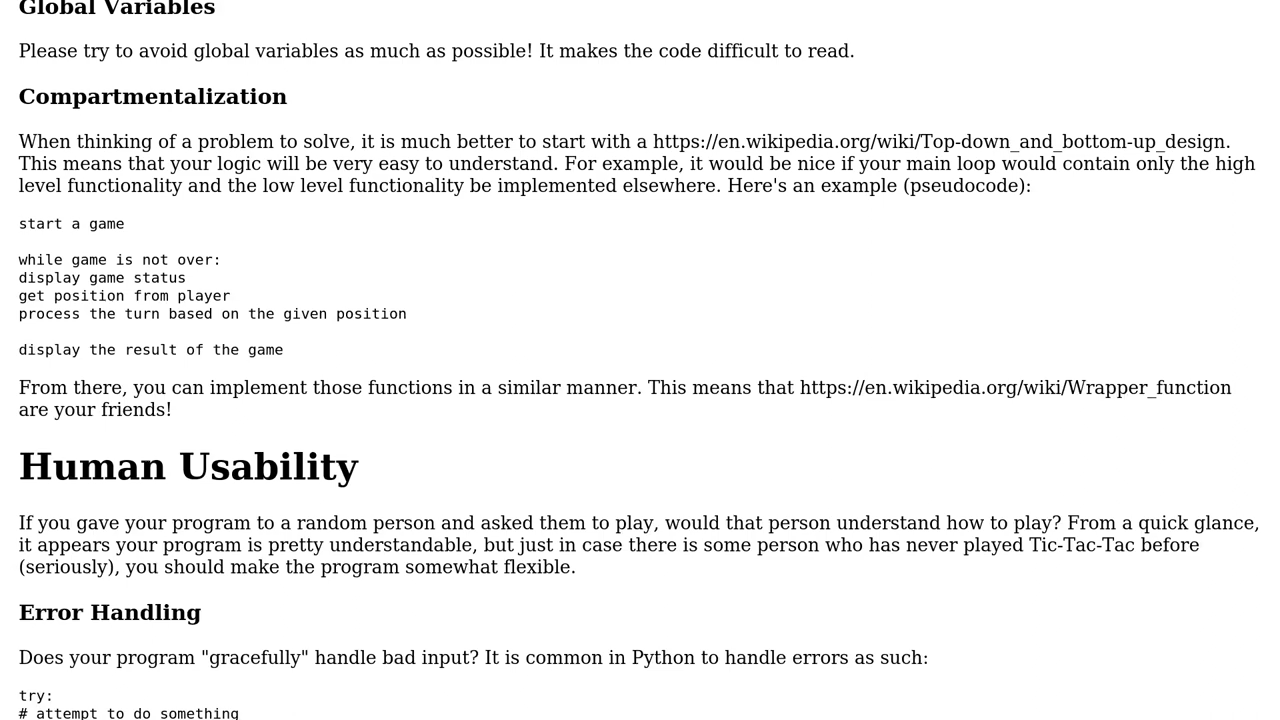 Global Variables
Please try to avoid global variables as much as possible! It makes the code difficult to read.
Compartmentalization
When thinking of a problem to solve, it is much better to start with a https://en.wikipedia.org/wiki/Top-down_and_bottom-up_design.
This means that your logic will be very easy to understand. For example, it would be nice if your main loop would contain only the high
level functionality and the low level functionality be implemented elsewhere. Here's an example (pseudocode):
start a game
while game is not over:
display game status
get position from player
process the turn based on the given position
display the result of the game
From there, you can implement those functions in a similar manner. This means that https://en.wikipedia.org/wiki/Wrapper_function
are your friends!
Human Usability
If you gave your program to a random person and asked them to play, would that person understand how to play? From a quick glance,
it appears your program is pretty understandable, but just in case there is some person who has never played Tic-Tac-Tac before
(seriously), you should make the program somewhat flexible.
Error Handling
Does your program "gracefully" handle bad input? It is common in Python to handle errors as such:
try:
# attempt to do something